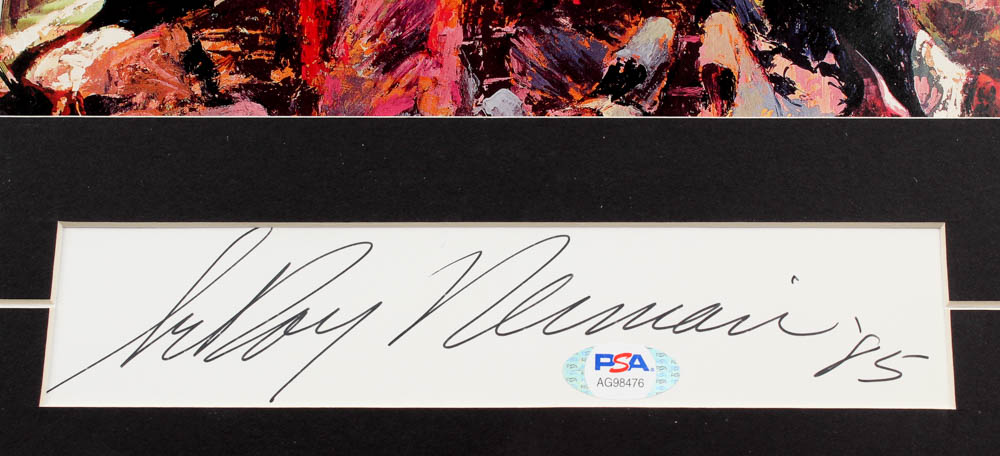 LeRoy Neiman '85
PSA
AG98476